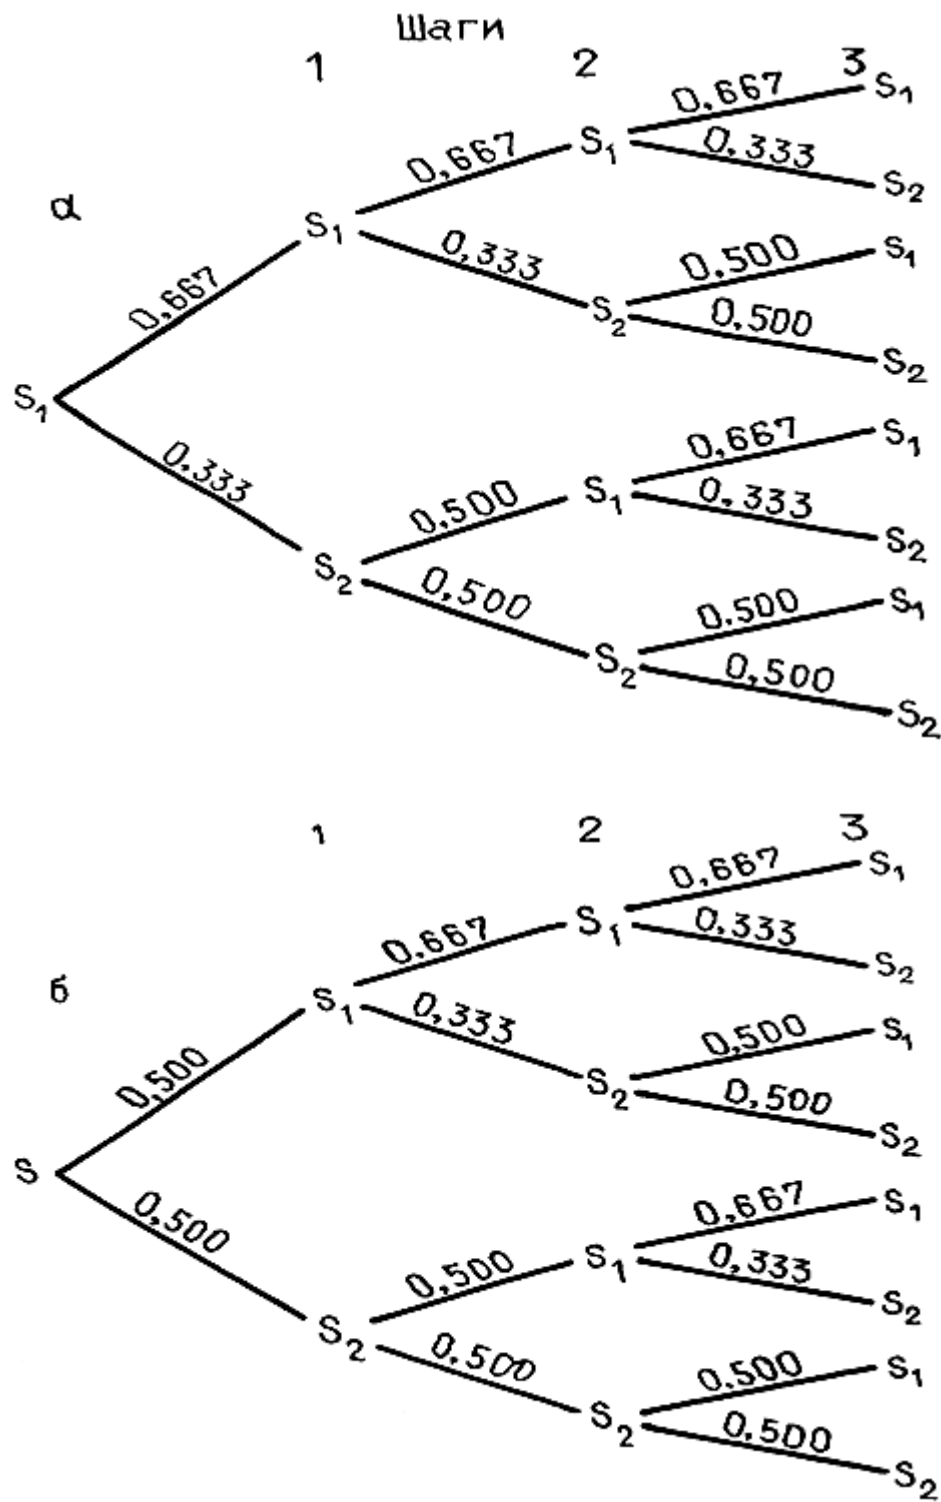 Шаги
1 2 3
0,667 S₁
S₁
0,667 0.333
S₂
а
S₁
0,333 0.500 S₁
0,667 S₂
0,500
S₂
S₁
0,667 S₁
0,333 S₁
0,500 0,333
S₂
S₂
0,500 0.500 S₁
S₂
0,500
S₂
1 2 3
0,667 S₁
S₁
0.667 0,333
S₂
б
S₁
0,333 0,500 S₁
0,500 S₂
0,500
S₂
S
0,667 S₁
0,500 S₁
0,500 0,333
S₂
S₂
0.500 0.500 S₁
S₂
0,500
S₂